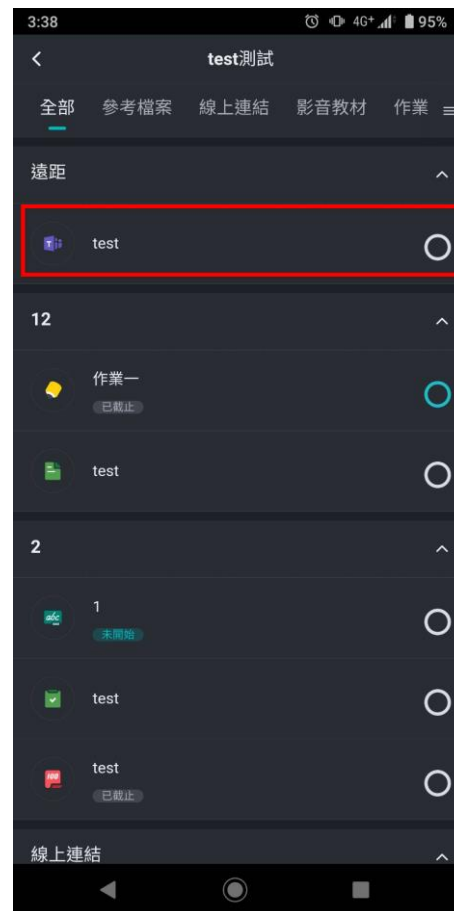 3:38 4G+ 95%
test測試
全部 參考檔案 線上連結 影音教材 作業
遠距
test
12
作業一
已截止
test
2
1
未開始
test
test
已截止
線上連結